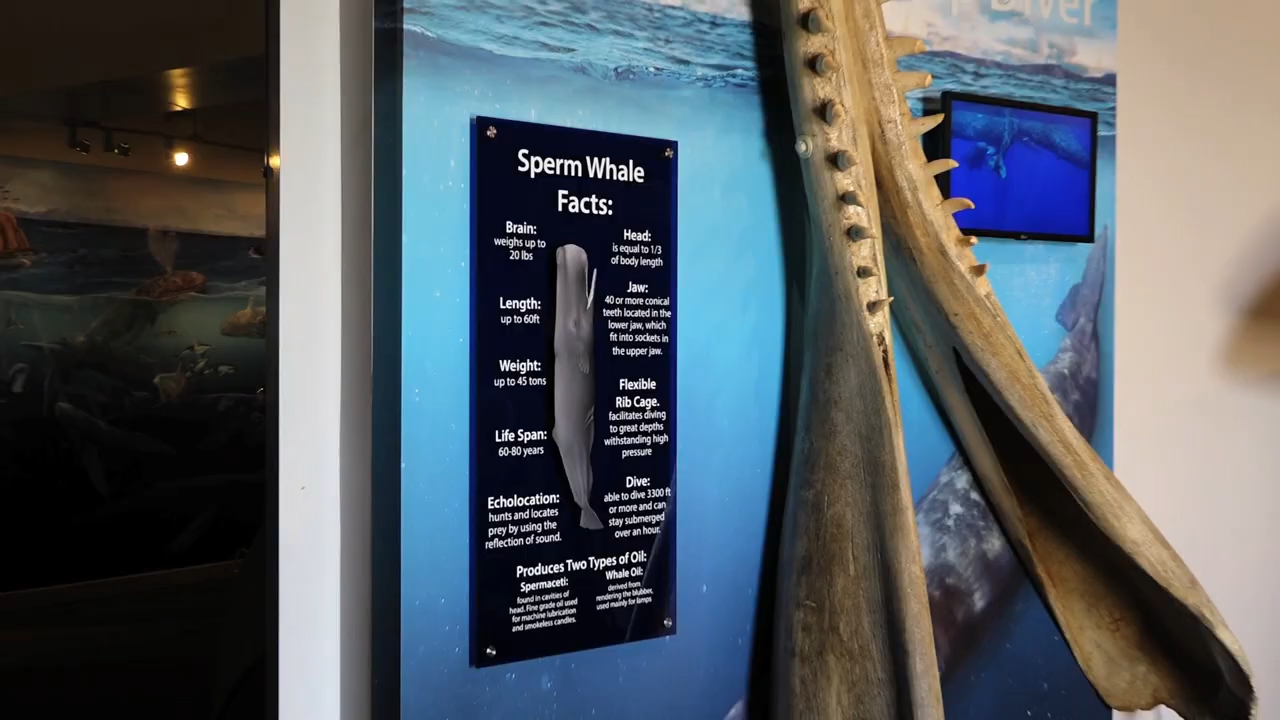 Diver
Sperm Whale
Facts:
Brain:
weighs up to
20 lbs
Length:
up to 60ft
Weight:
up to 45 tons
Life Span:
60-80 years
Echolocation:
hunts and locates
prey by using the
reflection of sound.
Head:
is equal to 1/3
of body length
Jaw:
40 or more conical
teeth located in the
lower jaw, which
fit into sockets in
the upper jaw.
Flexible
Rib Cage.
facilitates diving
to great depths
withstanding high
pressure
Dive:
able to dive 3300 ft
or more and can
stay submerged
over an hour.
Produces Two Types of Oil:
Spermaceti:
found in cavities of
head. Fine grade oil used
for machine lubrication
and smokeless candles.
Whale Oil:
derived from
rendering the blubber,
used mainly for lamps